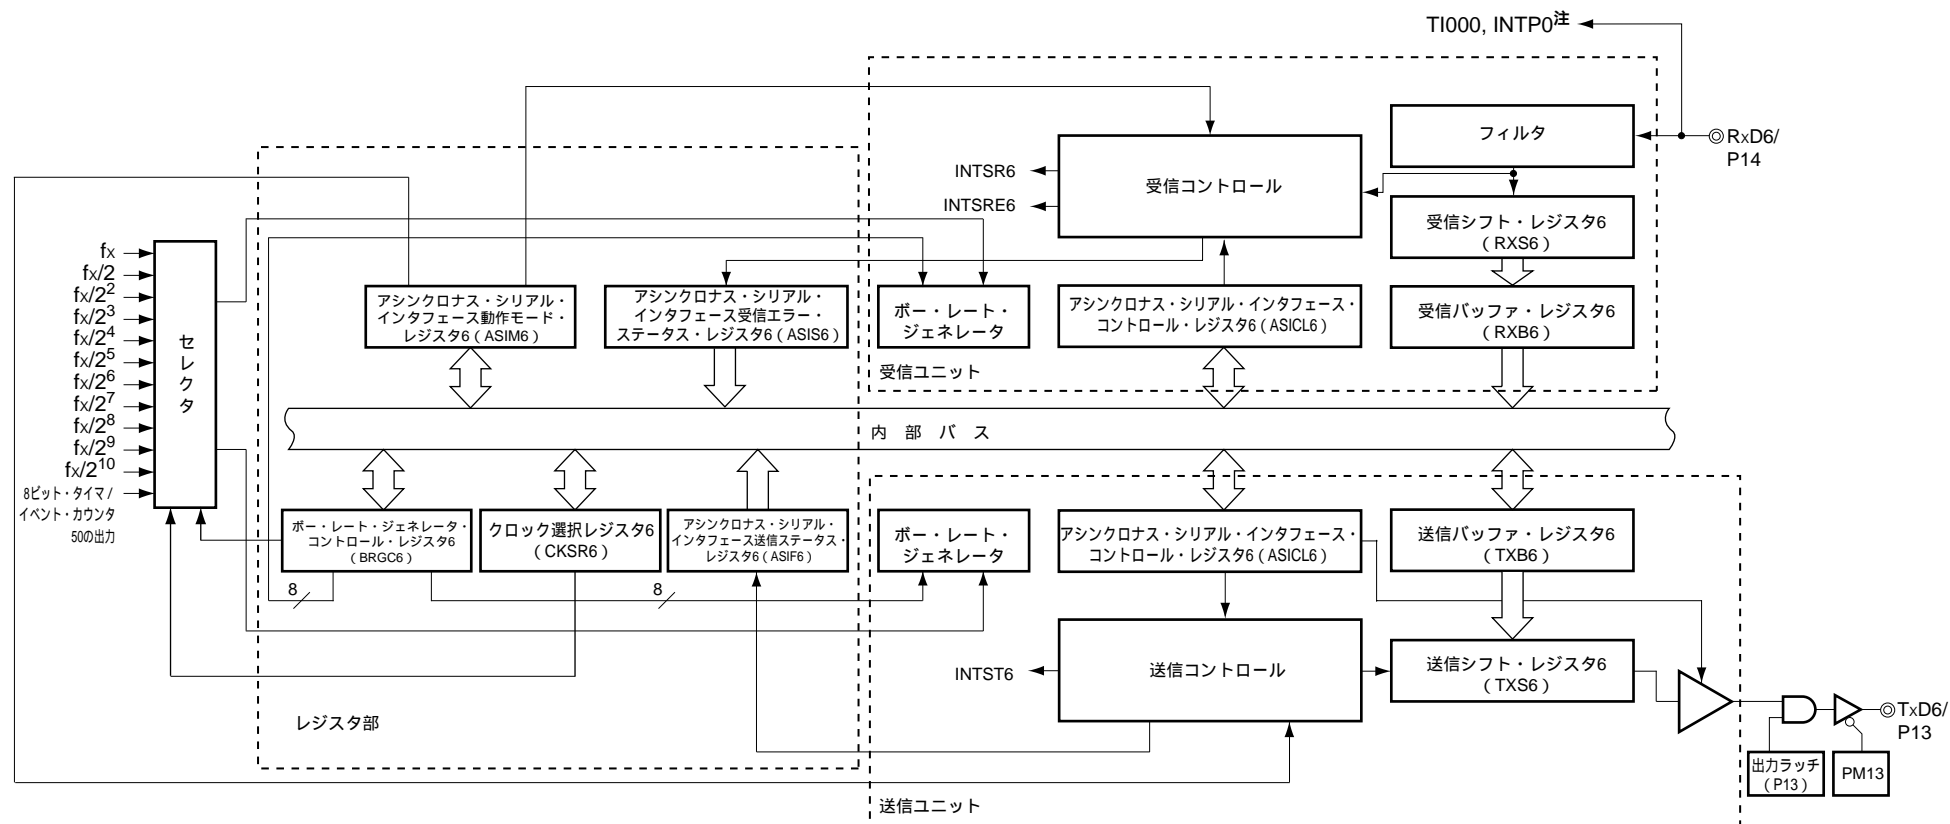 TI000, INTP0注
フィルタ
RxD6/
P14
INTSR6
INTSRE6
受信コントロール
受信シフト・レジスタ6
(RXS6)
fx
fx/2
fx/2²
fx/2³
fx/2⁴
fx/2⁵
fx/2⁶
fx/2⁷
fx/2⁸
fx/2⁹
fx/2¹⁰
8ビット・タイマ/
イベント・カウンタ
50の出力
セレクタ
アシンクロナス・シリアル・
インタフェース動作モード・
レジスタ6(ASIM6)
アシンクロナス・シリアル・
インタフェース受信エラー・
ステータス・レジスタ6(ASIS6)
ボー・レート・
ジェネレータ
アシンクロナス・シリアル・インタフェース・
コントロール・レジスタ6(ASICL6)
受信バッファ・レジスタ6
(RXB6)
受信ユニット
内 部 バ ス
ボー・レート・ジェネレータ・
コントロール・レジスタ6
(BRGC6)
クロック選択レジスタ6
(CKSR6)
アシンクロナス・シリアル・
インタフェース送信ステータス・
レジスタ6(ASIF6)
ボー・レート・
ジェネレータ
アシンクロナス・シリアル・インタフェース・
コントロール・レジスタ6(ASICL6)
送信バッファ・レジスタ6
(TXB6)
8
8
INTST6
送信コントロール
送信シフト・レジスタ6
(TXS6)
レジスタ部
TxD6/
P13
出力ラッチ
(P13)
PM13
送信ユニット